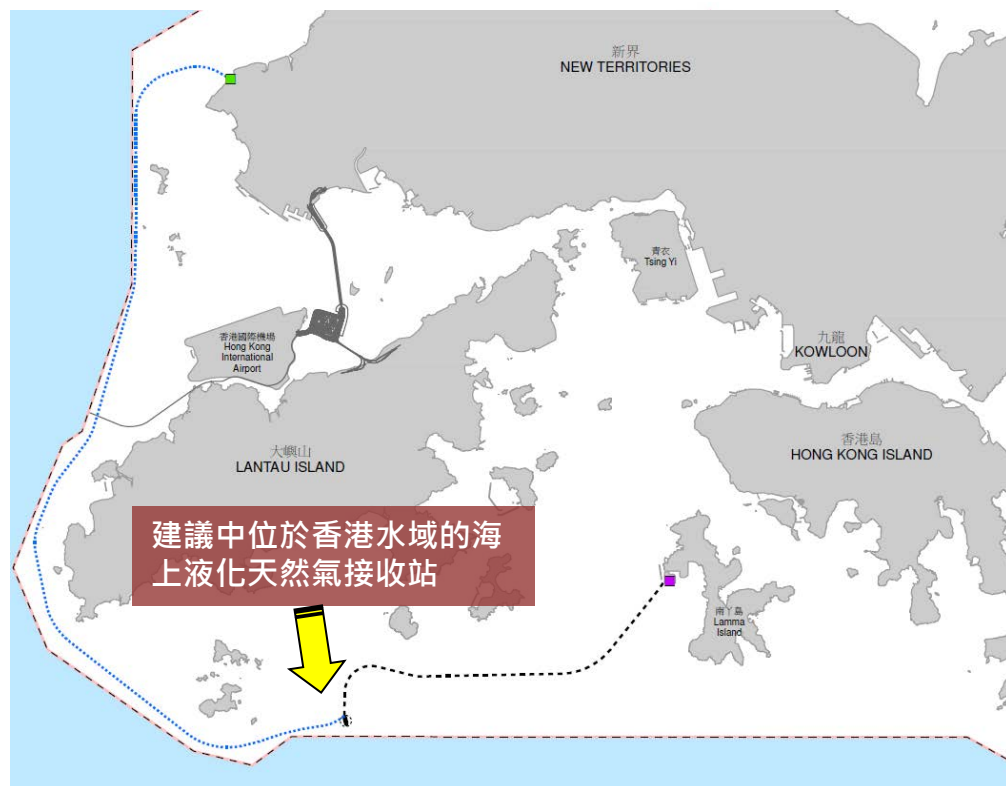 新界
NEW TERRITORIES
青衣
Tsing Yi
香港國際機場
Hong Kong
International
Airport
九龍
KOWLOON
香港島
HONG KONG ISLAND
大嶼山
LANTAU ISLAND
建議中位於香港水域的海
上液化天然氣接收站
南丫島
Lamma
Island